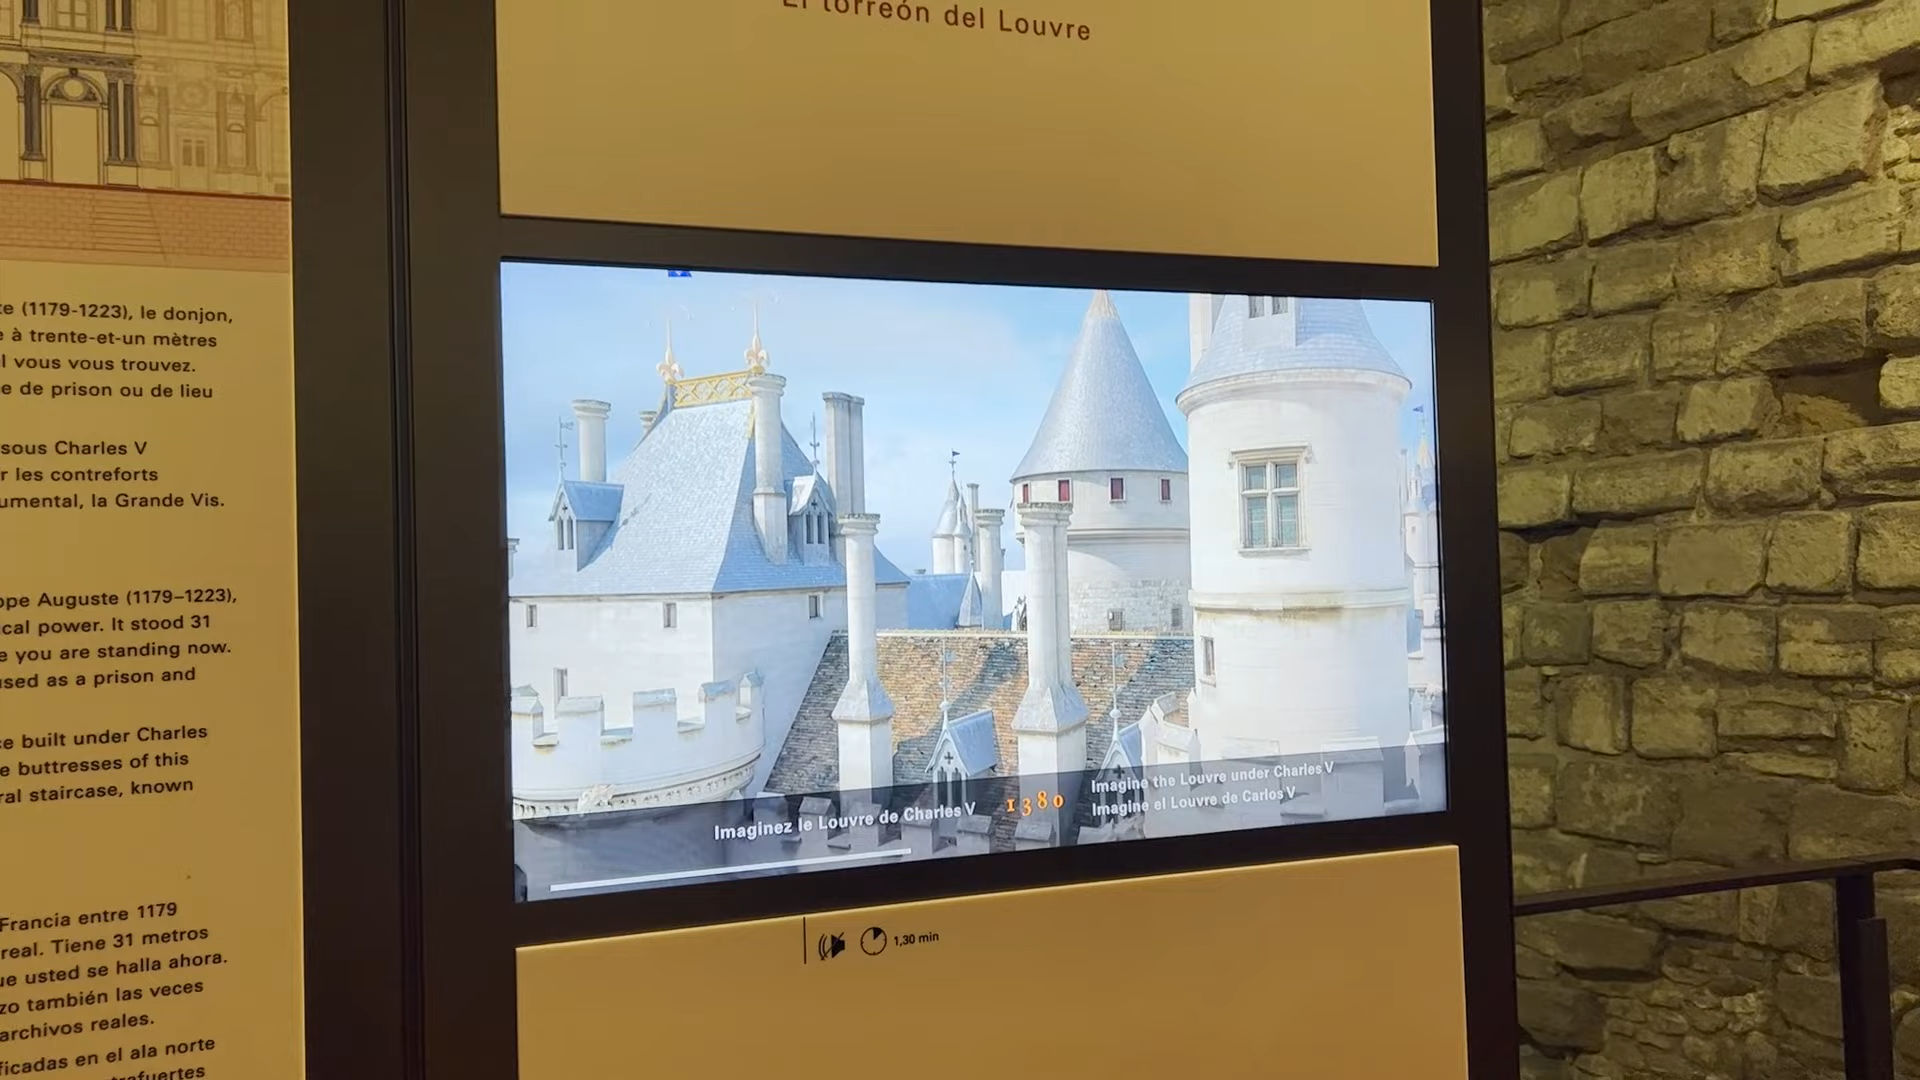 El torreón del Louvre
te (1179-1223), le donjon,
e à trente-et-un mètres
l vous vous trouvez.
e de prison ou de lieu
sous Charles V
r les contreforts
umental, la Grande Vis.
ppe Auguste (1179–1223),
ical power. It stood 31
e you are standing now.
used as a prison and
ce built under Charles
e buttresses of this
ral staircase, known
Francia entre 1179
real. Tiene 31 metros
ue usted se halla ahora.
zo también las veces
archivos reales.
ficadas en el ala norte
trafuertes
Imaginez le Louvre de Charles V
1380
Imagine the Louvre under Charles V
Imagine el Louvre de Carlos V
1,30 min